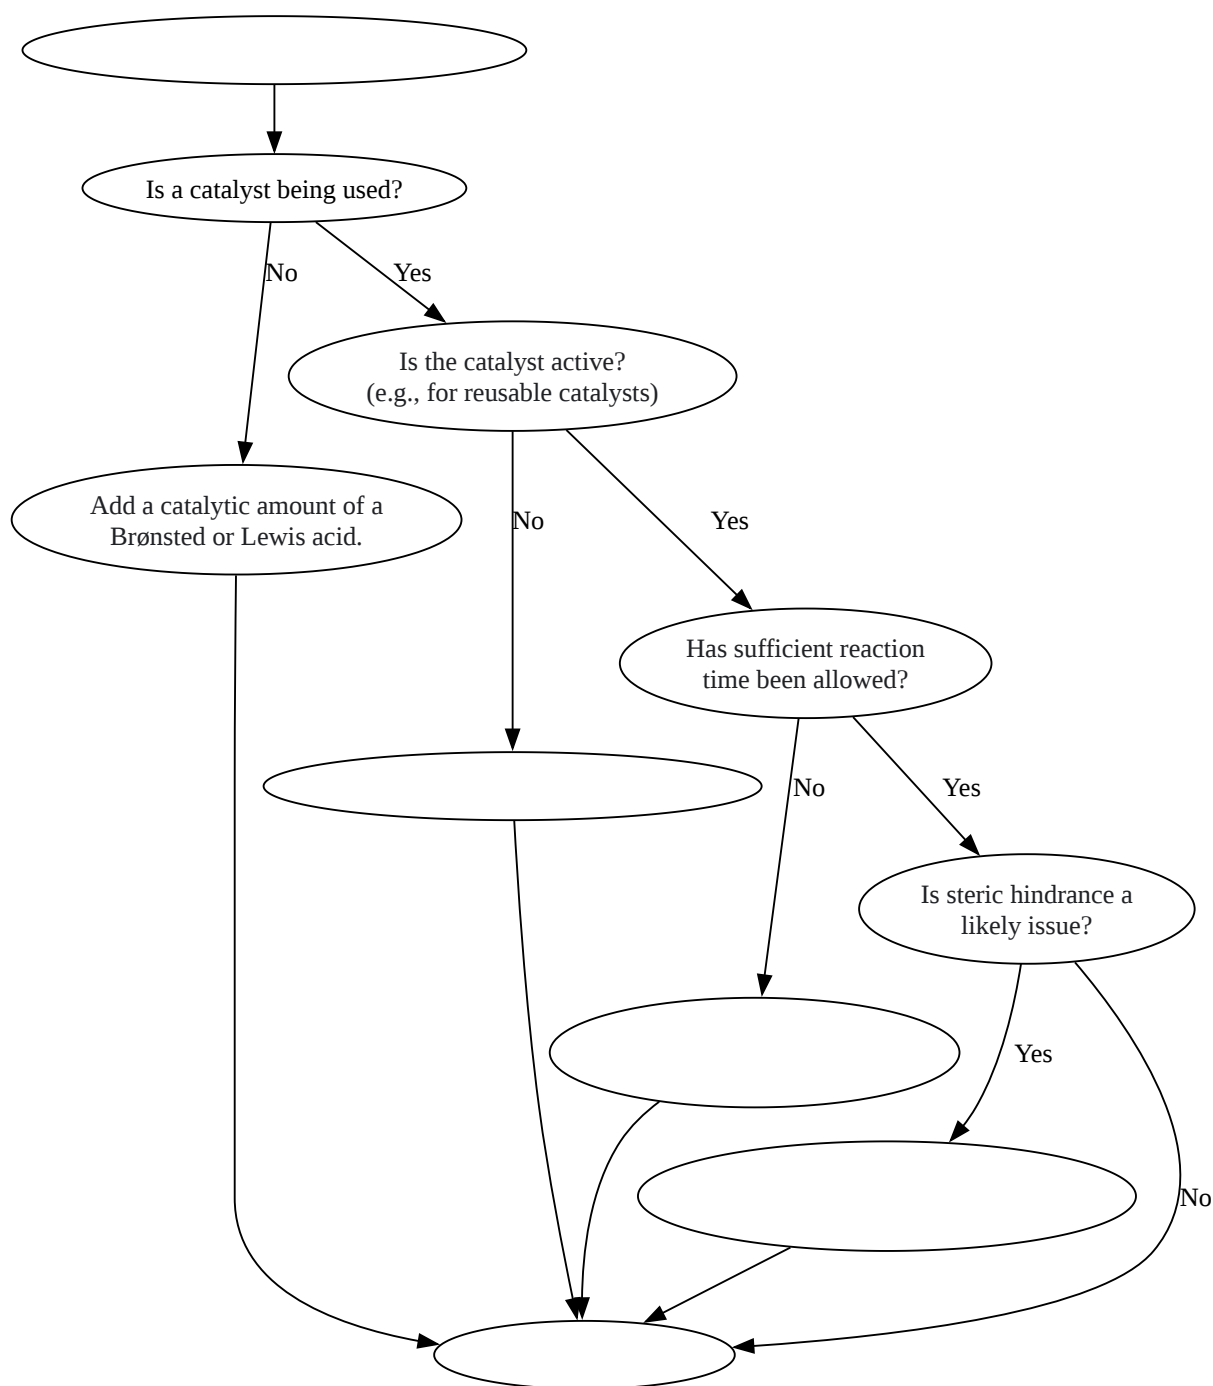 Is a catalyst being used?
No
Yes
Is the catalyst active?
(e.g., for reusable catalysts)
Add a catalytic amount of a
Brønsted or Lewis acid.
No
Yes
Has sufficient reaction
time been allowed?
No
Yes
Is steric hindrance a
likely issue?
Yes
No